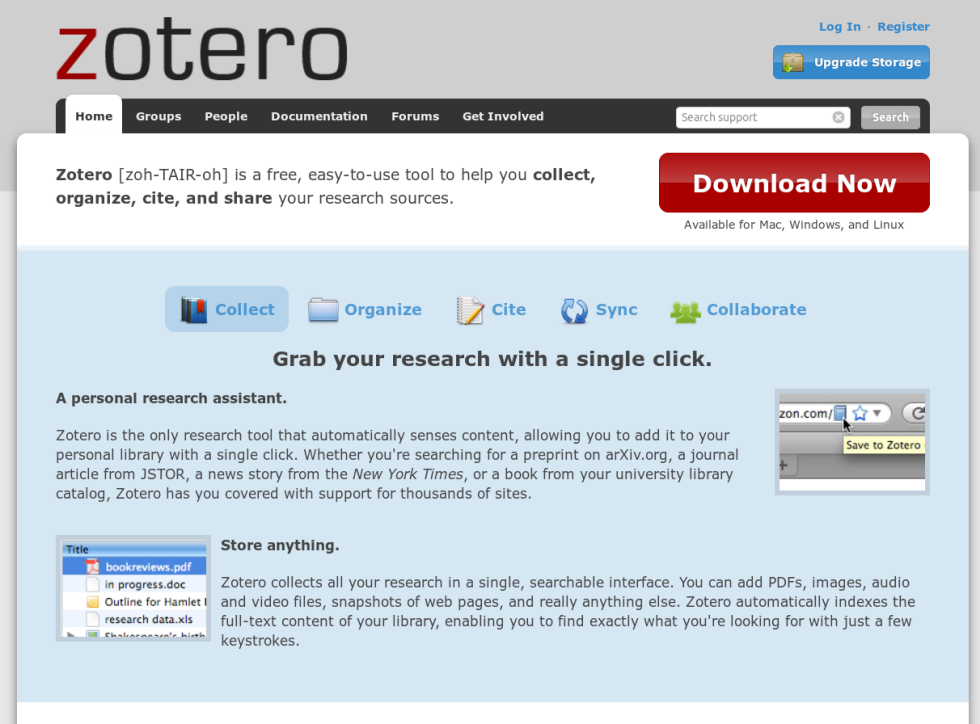 zotero
Log In · Register
Upgrade Storage
Home Groups People Documentation Forums Get Involved
Search support
Search
Zotero [zoh-TAIR-oh] is a free, easy-to-use tool to help you collect,
organize, cite, and share your research sources.
Download Now
Available for Mac, Windows, and Linux
Collect Organize Cite Sync Collaborate
Grab your research with a single click.
A personal research assistant.
Zotero is the only research tool that automatically senses content, allowing you to add it to your
personal library with a single click. Whether you're searching for a preprint on arXiv.org, a journal
article from JSTOR, a news story from the New York Times, or a book from your university library
catalog, Zotero has you covered with support for thousands of sites.
zon.com/
Save to Zotero
Title
bookreviews.pdf
in progress.doc
Outline for Hamlet
research data.xls
Shakespeare's birth
Store anything.
Zotero collects all your research in a single, searchable interface. You can add PDFs, images, audio
and video files, snapshots of web pages, and really anything else. Zotero automatically indexes the
full-text content of your library, enabling you to find exactly what you're looking for with just a few
keystrokes.